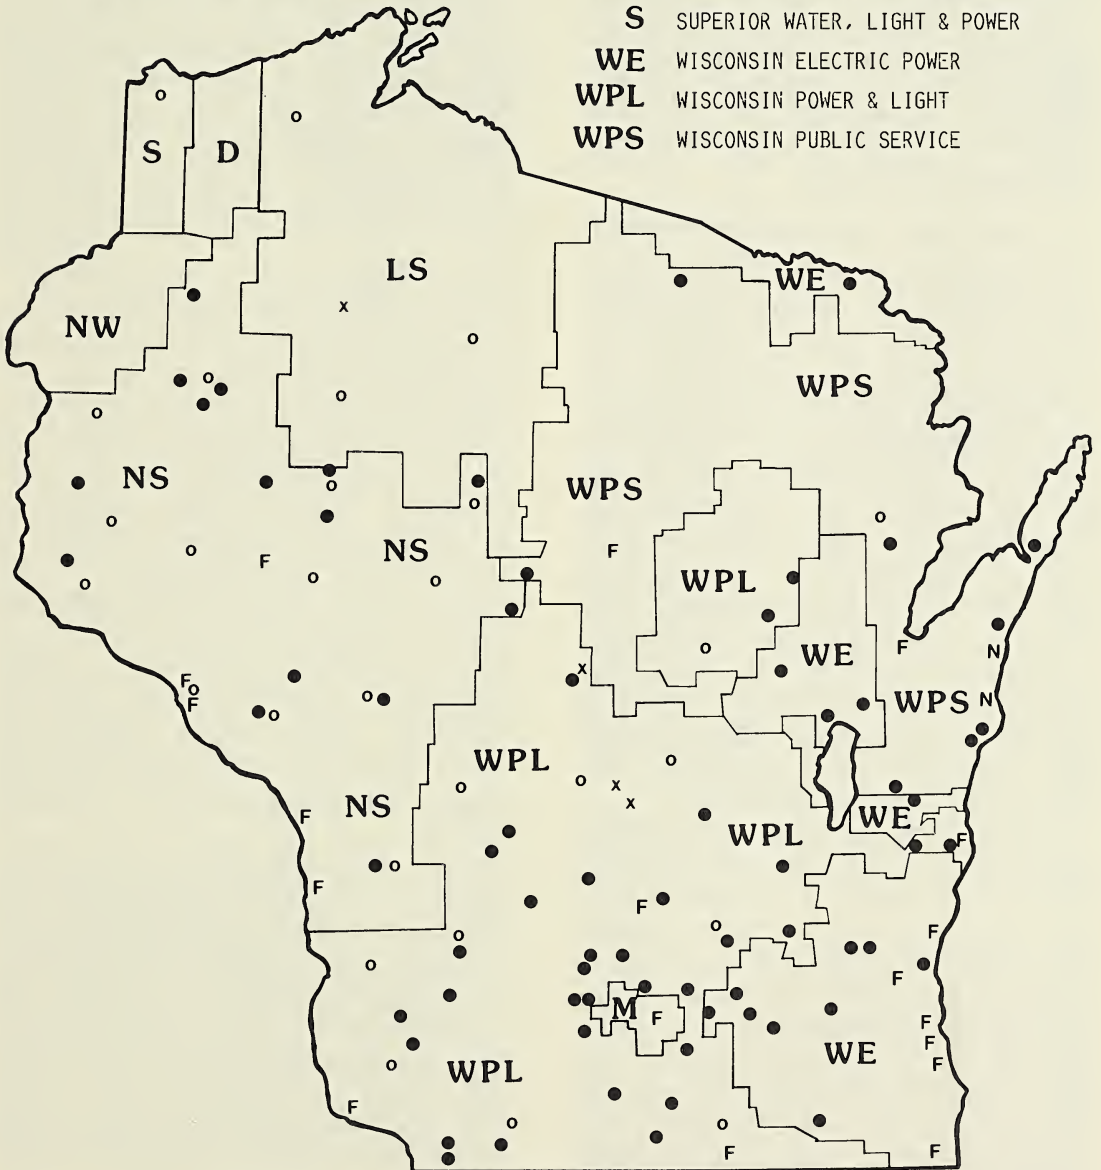 S SUPERIOR WATER, LIGHT & POWER
WE WISCONSIN ELECTRIC POWER
WPL WISCONSIN POWER & LIGHT
WPS WISCONSIN PUBLIC SERVICE
o
o
S D
LS
WE
x
NW
o
o
WPS
o
o
NS
WPS
o
o
o
o
NS
o
F
F
o
o
WPL
o
F
o
WE
N
x
F
o
F
o
N
WPS
o
WPL
o
o
x
x
NS
F
WE
WPL
F
o
F
F
o
o
F
o
F
M F
F
F
WE
F
o
WPL
F
o
o
F
F